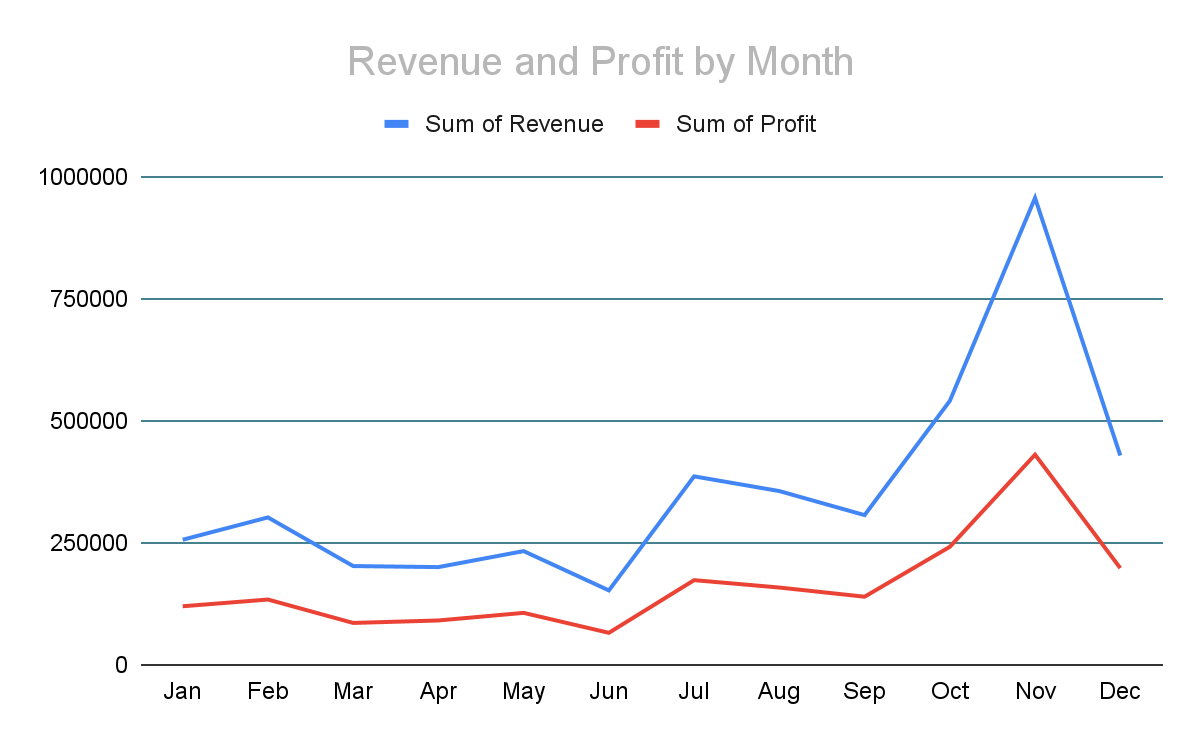 Revenue and Profit by Month
Sum of Revenue Sum of Profit
1000000
750000
500000
250000
0
Jan Feb Mar Apr May Jun Jul Aug Sep Oct Nov Dec